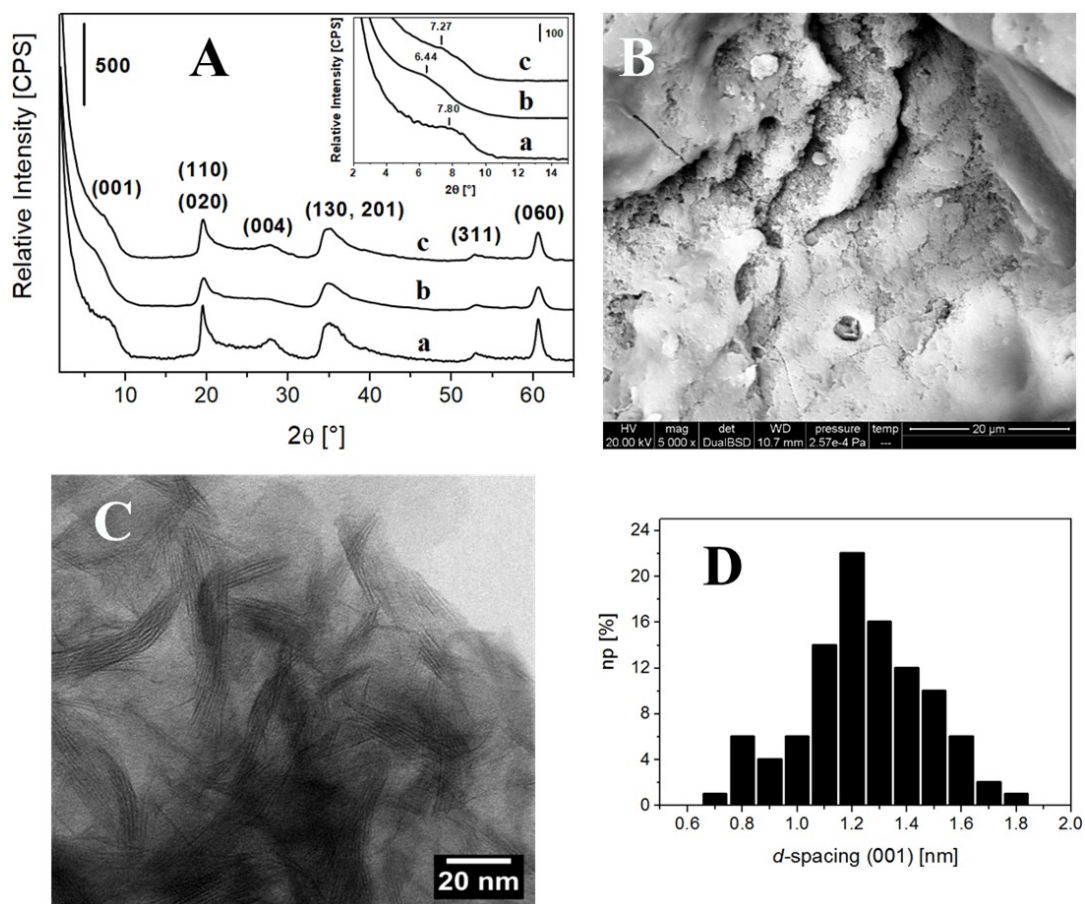 A
Relative Intensity [CPS]
500
(001)
(110)
(020)
(004)
(130, 201)
(311)
(060)
c
b
a
10 20 30 40 50 60
2θ [°]
Relative Intensity [CPS]
100
7.27
c
6.44
b
7.80
a
2 4 6 8 10 12 14
2θ [°]
B
HV mag det WD pressure temp
20.00 kV 5 000 x DualBSD 10.7 mm 2.57e-4 Pa ---
20 µm
C
20 nm
D
np [%]
24
20
16
12
8
4
0
0.6 0.8 1.0 1.2 1.4 1.6 1.8 2.0
d-spacing (001) [nm]